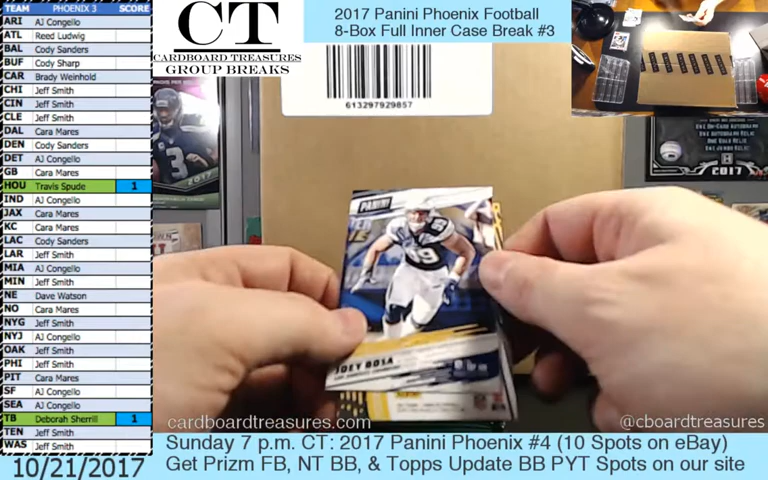 TEAM PHOENIX 3 SCORE
ARI AJ Congello
ATL Reed Ludwig
BAL Cody Sanders
BUF Cody Sharp
CAR Brady Weinhold
CHI Jeff Smith
CIN Jeff Smith
CLE Jeff Smith
DAL Cara Mares
DEN Cody Sanders
DET AJ Congello
GB Cara Mares
HOU Travis Spude 1
IND AJ Congello
JAX Cara Mares
KC Cara Mares
LAC Cody Sanders
LAR Jeff Smith
MIA AJ Congello
MIN Jeff Smith
NE Dave Watson
NO Cara Mares
NYG Jeff Smith
NYJ AJ Congello
OAK Jeff Smith
PHI Jeff Smith
PIT Cara Mares
SF AJ Congello
SEA AJ Congello
TB Deborah Sherrill 1
TEN Jeff Smith
WAS Jeff Smith
10/21/2017
CT
CARDBOARD TREASURES
GROUP BREAKS
2017 Panini Phoenix Football
8-Box Full Inner Case Break #3
613297929857
2017
PANINI
99
JOEY BOSA
cardboardtreasures.com
@cboardtreasures
Sunday 7 p.m. CT: 2017 Panini Phoenix #4 (10 Spots on eBay)
Get Prizm FB, NT BB, & Topps Update BB PYT Spots on our site